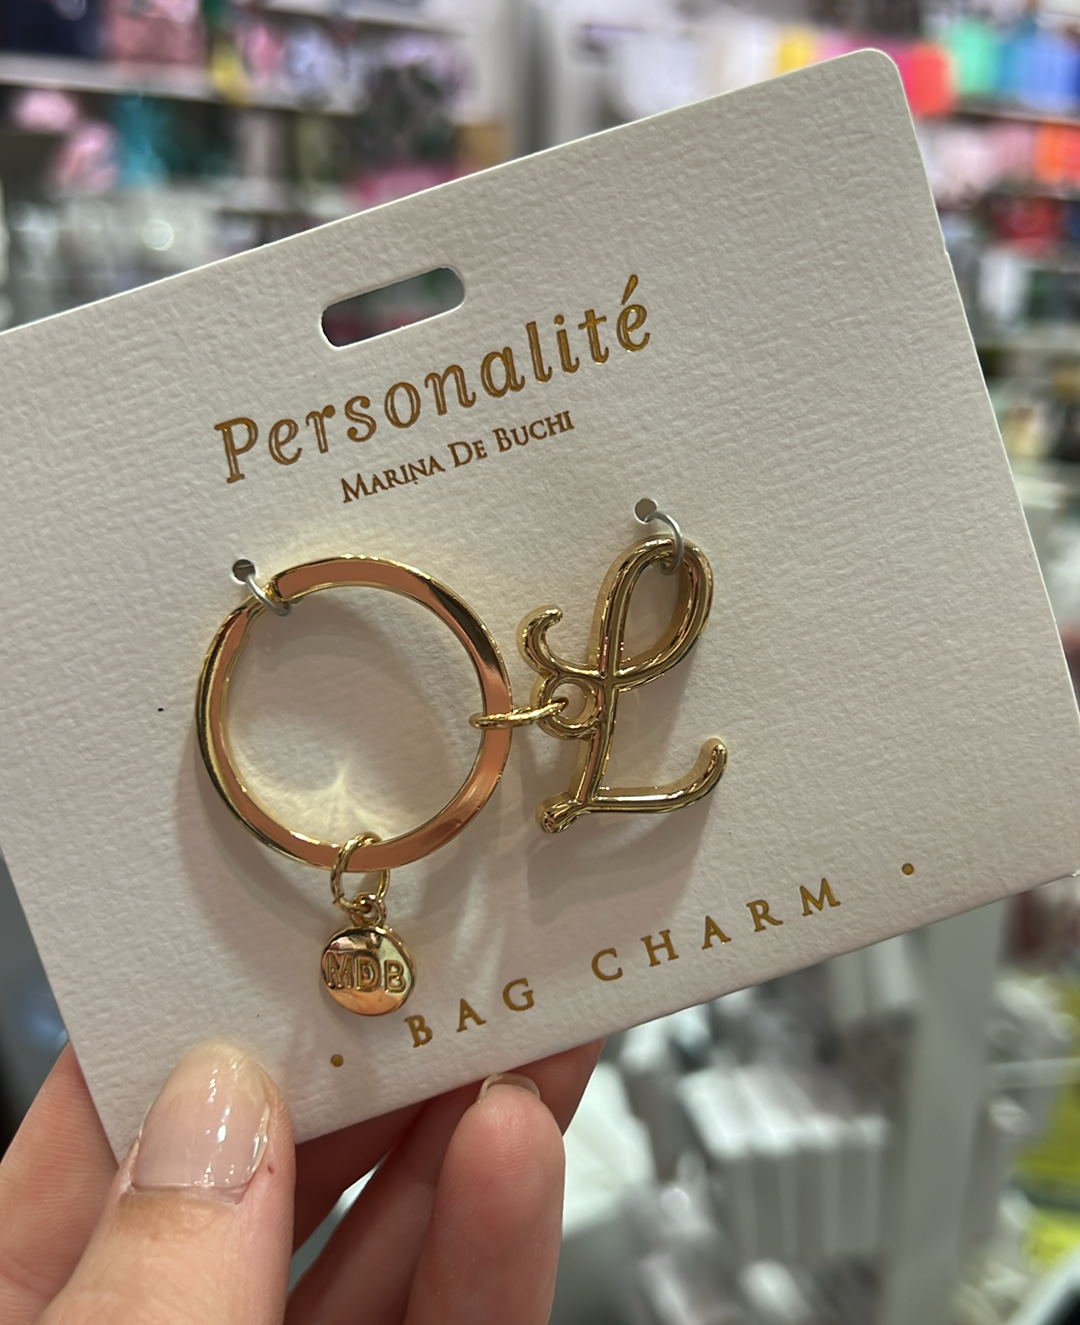 Personalité
MARINA DE BUCHI
L
MDB
• BAG CHARM •